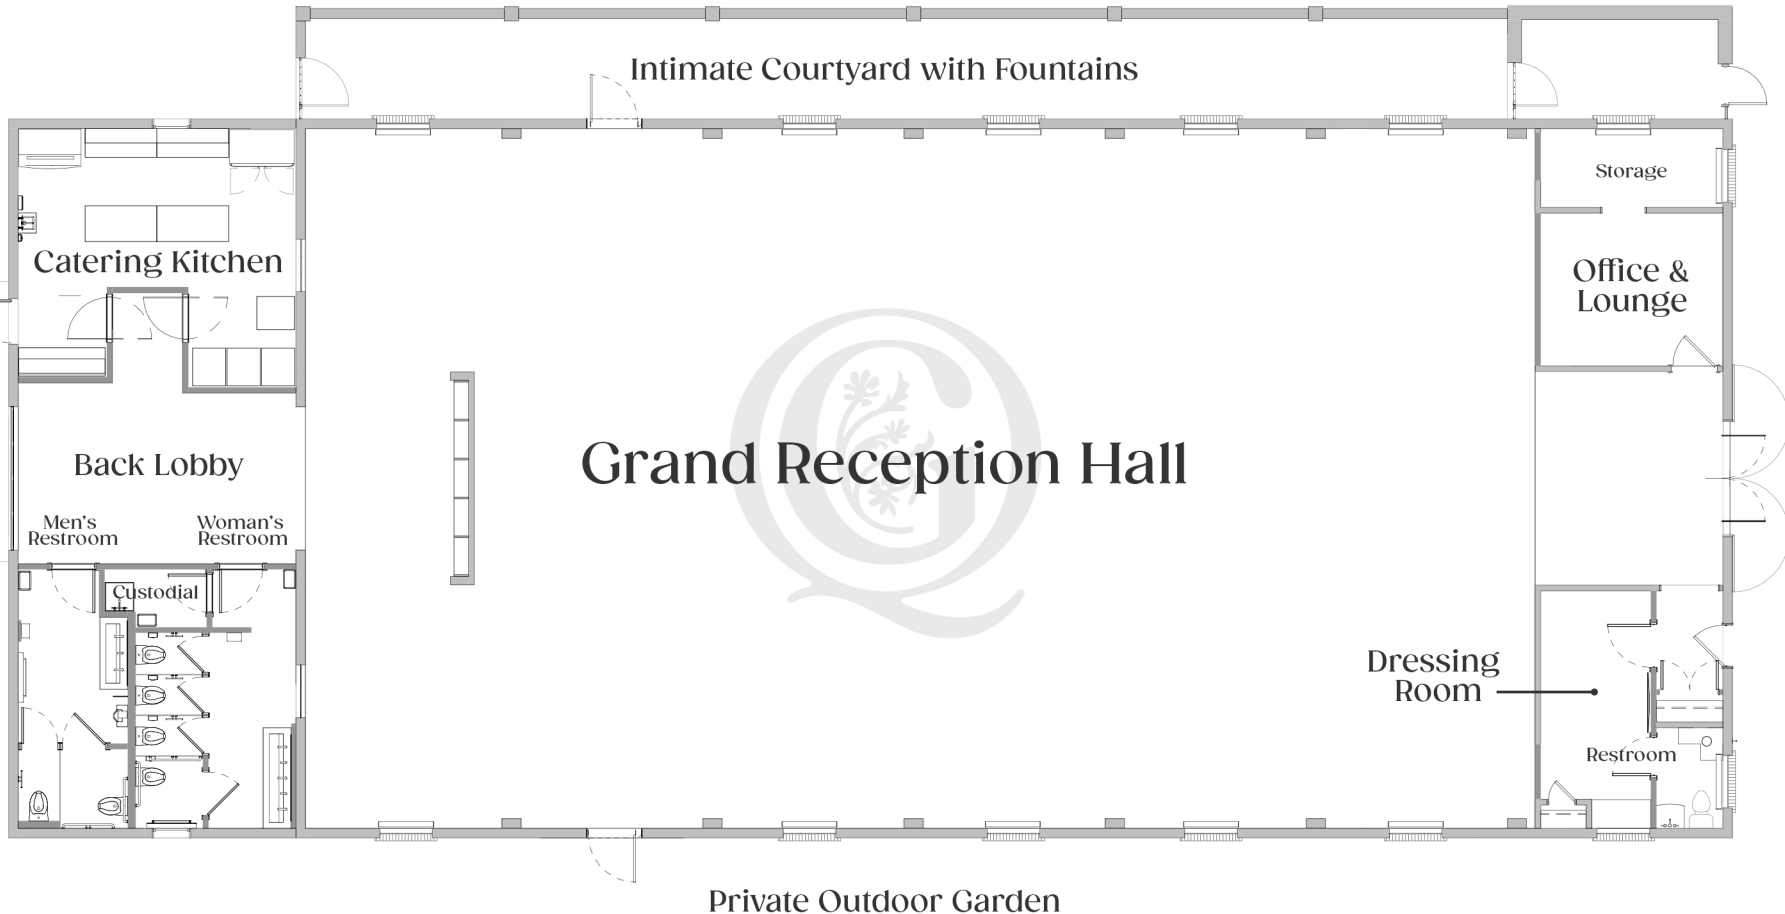 Intimate Courtyard with Fountains
Storage
Catering Kitchen
Office &
Lounge
Grand Reception Hall
Back Lobby
Men's
Restroom
Woman's
Restroom
Custodial
Dressing
Room
Restroom
Private Outdoor Garden